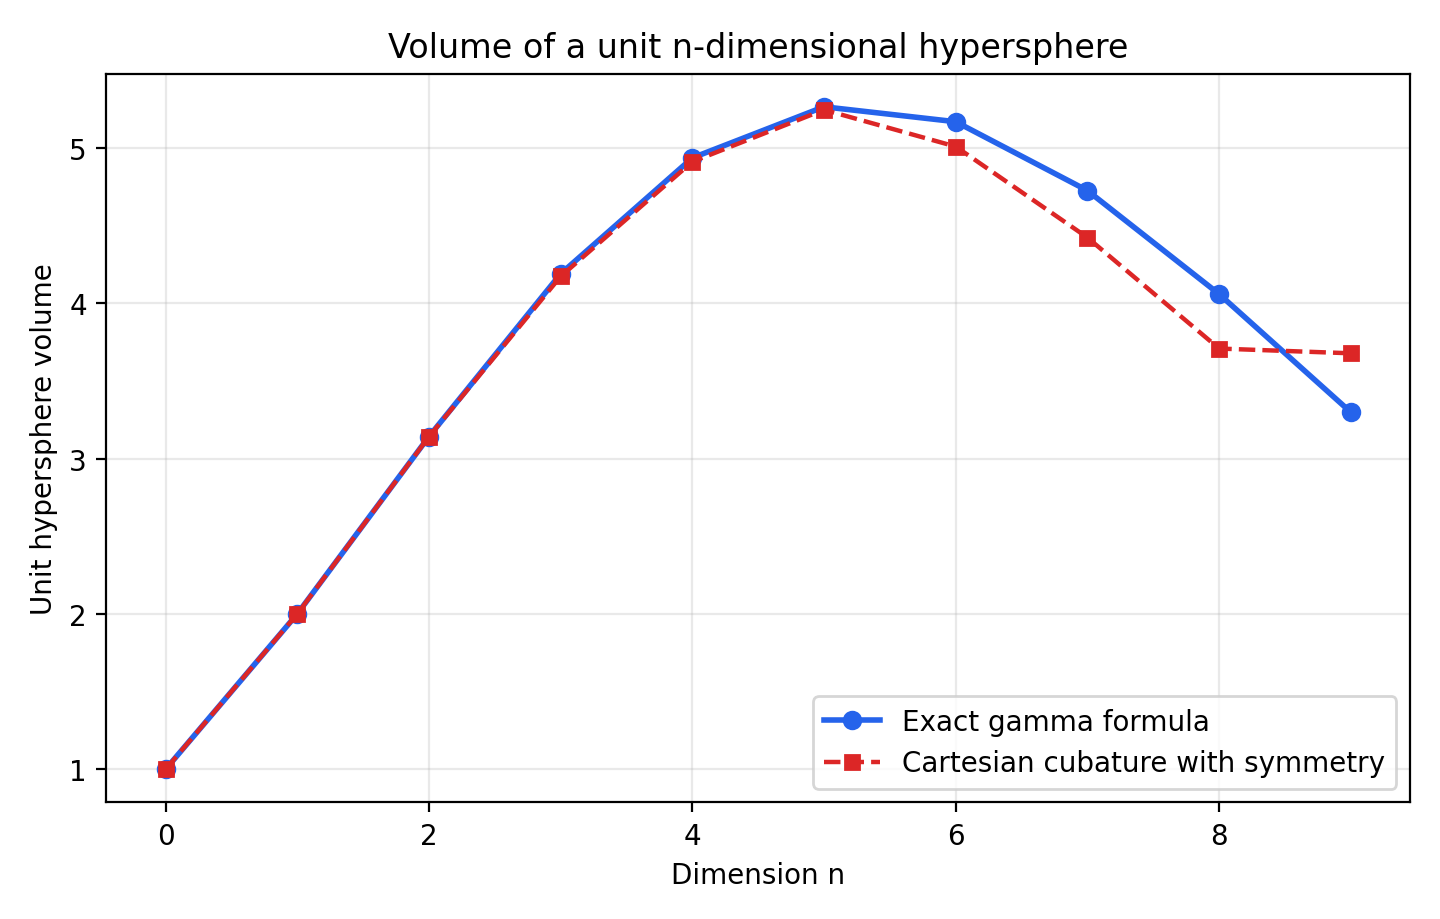 Volume of a unit n-dimensional hypersphere
Unit hypersphere volume
5
4
3
2
1
Exact gamma formula
Cartesian cubature with symmetry
0 2 4 6 8
Dimension n